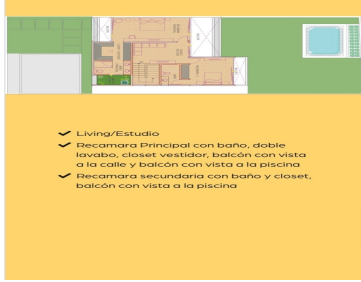 Living/Estudio
Recamara Principal con baño, doble
lavabo, closet vestidor, balcón con vista
a la calle y balcón con vista a la piscina
Recamara secundaria con baño y closet,
balcón con vista a la piscina